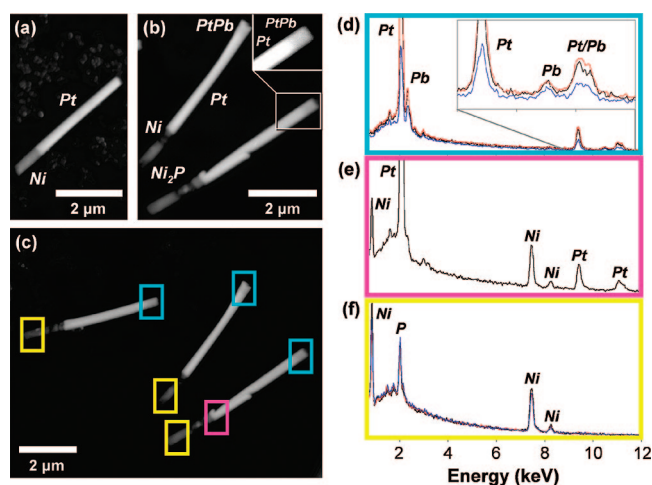 (a)
Pt
Ni
2 µm
(b)
PtPb
PtPb
Pt
Pt
Ni
Ni₂P
2 µm
(c)
2 µm
(d)
Pt
Pb
Pt
Pb
Pt/Pb
(e)
Pt
Ni
Ni
Ni
Pt
Pt
(f)
Ni
P
Ni
Ni
2 4 6 8 10 12
Energy (keV)